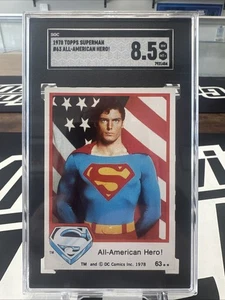 SGC
1978 TOPPS SUPERMAN
#63 ALL-AMERICAN HERO!
8.5
All-American Hero!
TM and © DC Comics Inc. 1978
63